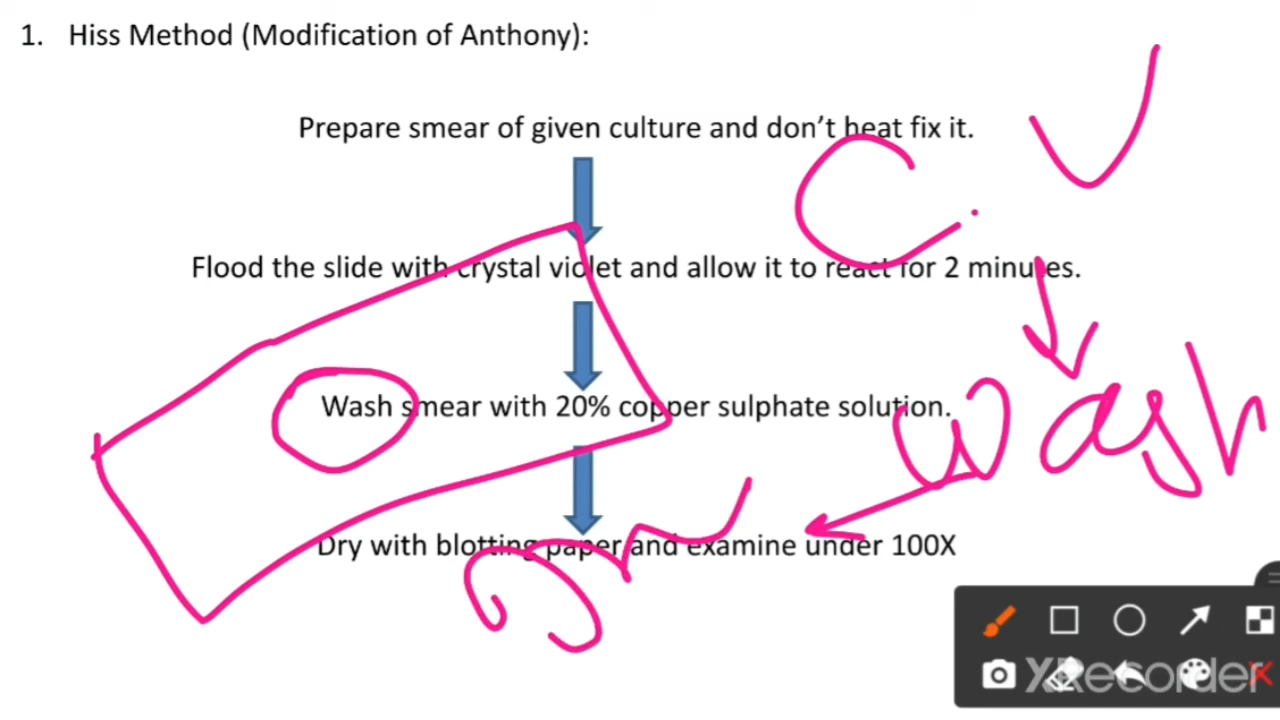 1. Hiss Method (Modification of Anthony):
Prepare smear of given culture and don't heat fix it.
C. V
Flood the slide with crystal violet and allow it to react for 2 minutes.
Wash smear with 20% copper sulphate solution.
Wash
Dry with blotting paper and examine under 100X
XRecorder